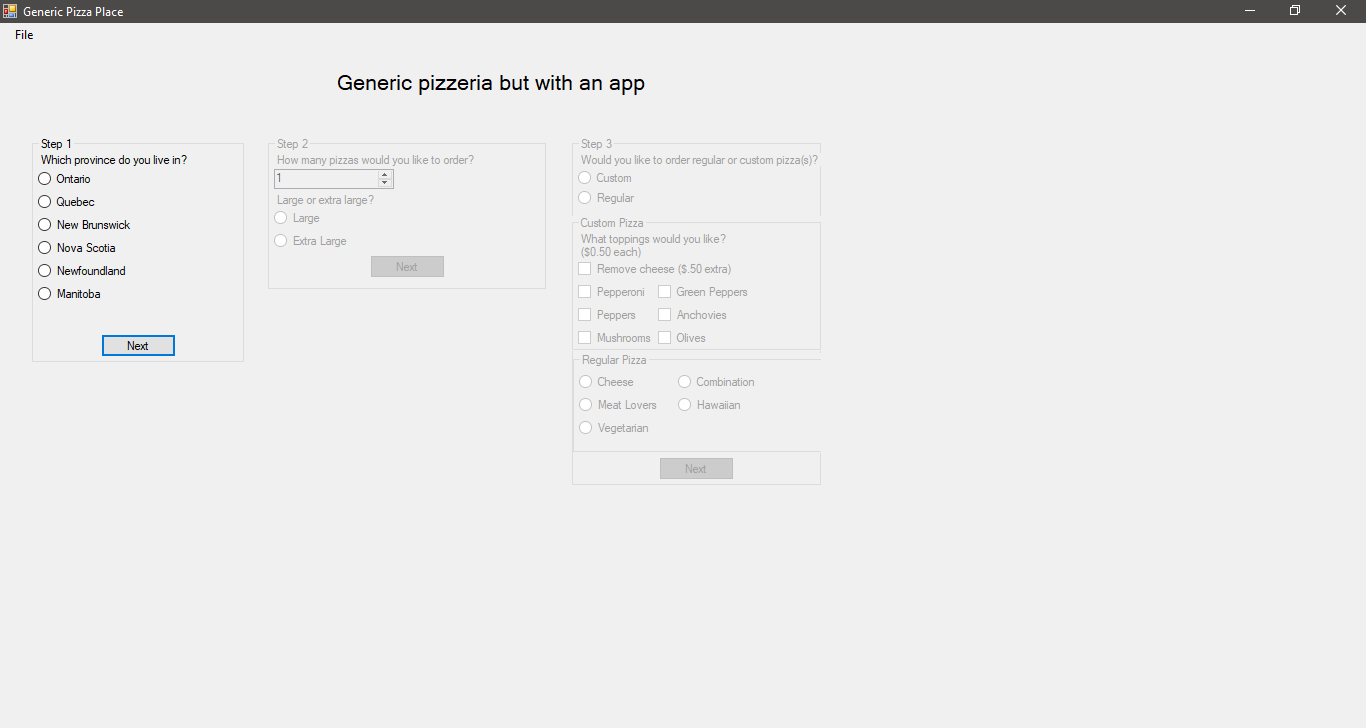 Generic Pizza Place
File
Generic pizzeria but with an app
Step 1
Which province do you live in?
Ontario
Quebec
New Brunswick
Nova Scotia
Newfoundland
Manitoba
Next
Step 2
How many pizzas would you like to order?
1
Large or extra large?
Large
Extra Large
Next
Step 3
Would you like to order regular or custom pizza(s)?
Custom
Regular
Custom Pizza
What toppings would you like?
($0.50 each)
Remove cheese ($.50 extra)
Pepperoni Green Peppers
Peppers Anchovies
Mushrooms Olives
Regular Pizza
Cheese Combination
Meat Lovers Hawaiian
Vegetarian
Next